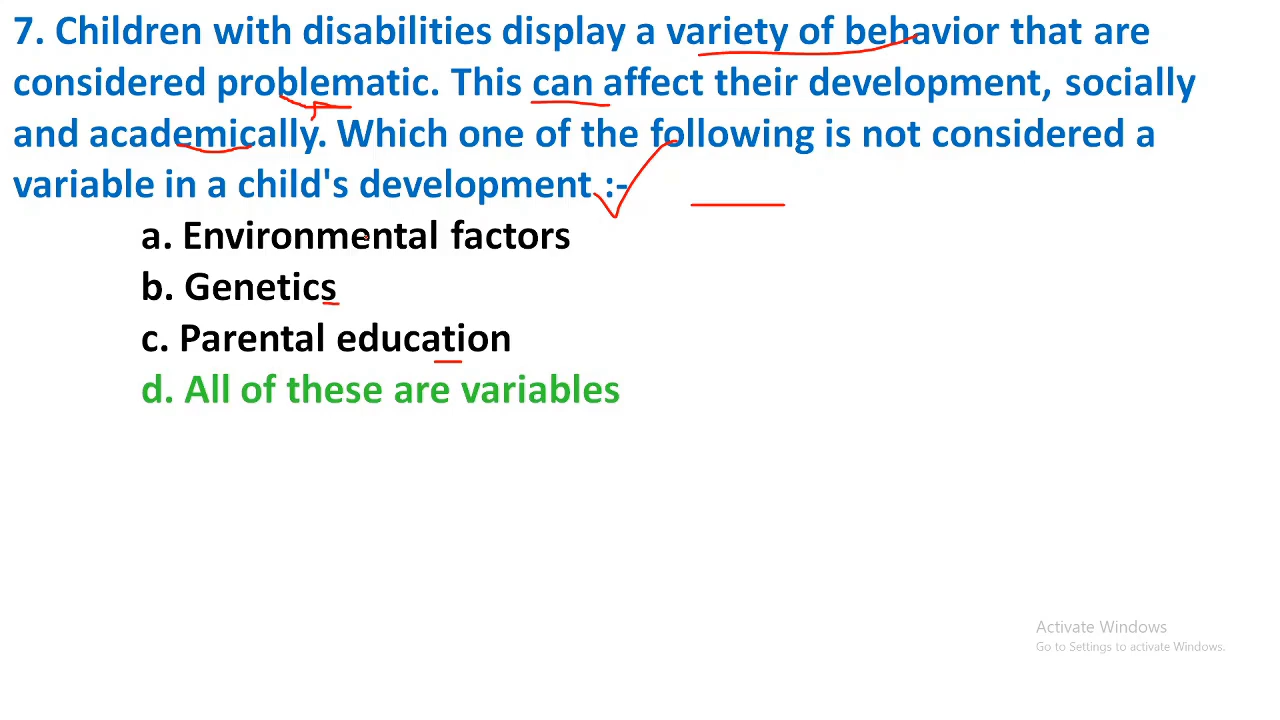 7. Children with disabilities display a variety of behavior that are
considered problematic. This can affect their development, socially
and academically. Which one of the following is not considered a
variable in a child's development :-
a. Environmental factors
b. Genetics
c. Parental education
d. All of these are variables
Activate Windows
Go to Settings to activate Windows.